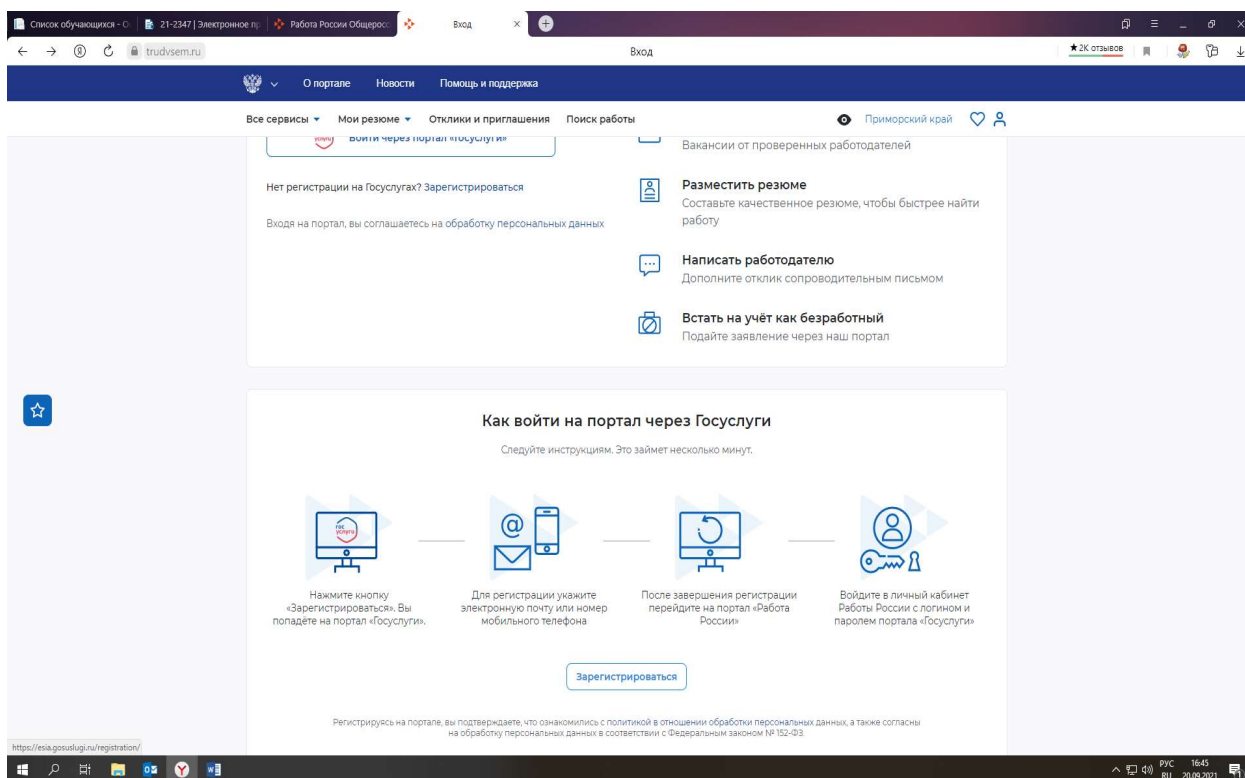 Список обучающихся - О
21-2347 | Электронное пр
Работа России Общерос
Вход
trudvsem.ru
Вход
★2K отзывов
О портале
Новости
Помощь и поддержка
Все сервисы
Мои резюме
Отклики и приглашения
Поиск работы
Приморский край
услуги
Войти через портал «Госуслуги»
Вакансии от проверенных работодателей
Нет регистрации на Госуслугах? Зарегистрироваться
Входя на портал, вы соглашаетесь на обработку персональных данных
Разместить резюме
Составьте качественное резюме, чтобы быстрее найти
работу
Написать работодателю
Дополните отклик сопроводительным письмом
Встать на учёт как безработный
Подайте заявление через наш портал
Как войти на портал через Госуслуги
Следуйте инструкциям. Это займет несколько минут.
гос
услуги
Нажмите кнопку
«Зарегистрироваться». Вы
попадёте на портал «Госуслуги».
Для регистрации укажите
электронную почту или номер
мобильного телефона
После завершения регистрации
перейдите на портал «Работа
России»
Войдите в личный кабинет
Работы России с логином и
паролем портала «Госуслуги»
Зарегистрироваться
Регистрируясь на портале, вы подтверждаете, что ознакомились с политикой в отношении обработки персональных данных, а также согласны
на обработку персональных данных в соответствии с Федеральным законом № 152-ФЗ.
https://esia.gosuslugi.ru/registration/
РУС
RU
16:45
20.09.2021